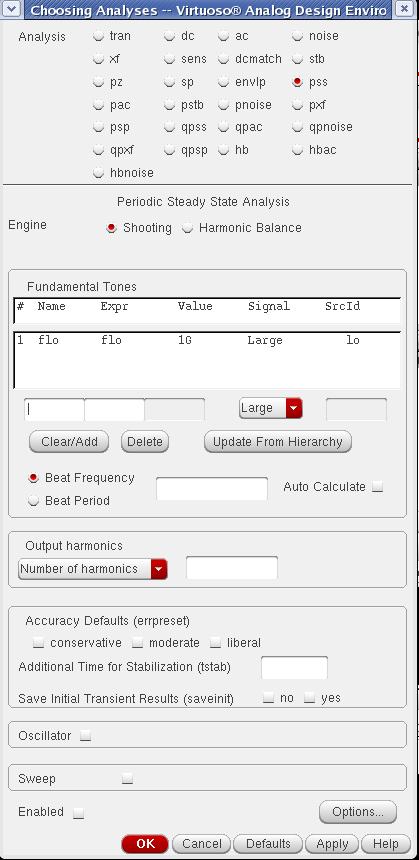 Choosing Analyses -- Virtuoso® Analog Design Enviro
Analysis tran dc ac noise
xf sens dcmatch stb
pz sp envlp pss
pac pstb pnoise pxf
psp qpss qpac qpnoise
qpxf qpsp hb hbac
hbnoise
Periodic Steady State Analysis
Engine Shooting Harmonic Balance
Fundamental Tones
# Name Expr Value Signal SrcId
1 flo flo 1G Large lo
Large
Clear/Add Delete Update From Hierarchy
Beat Frequency Auto Calculate
Beat Period
Output harmonics
Number of harmonics
Accuracy Defaults (errpreset)
conservative moderate liberal
Additional Time for Stabilization (tstab)
Save Initial Transient Results (saveinit) no yes
Oscillator
Sweep
Enabled Options...
OK Cancel Defaults Apply Help